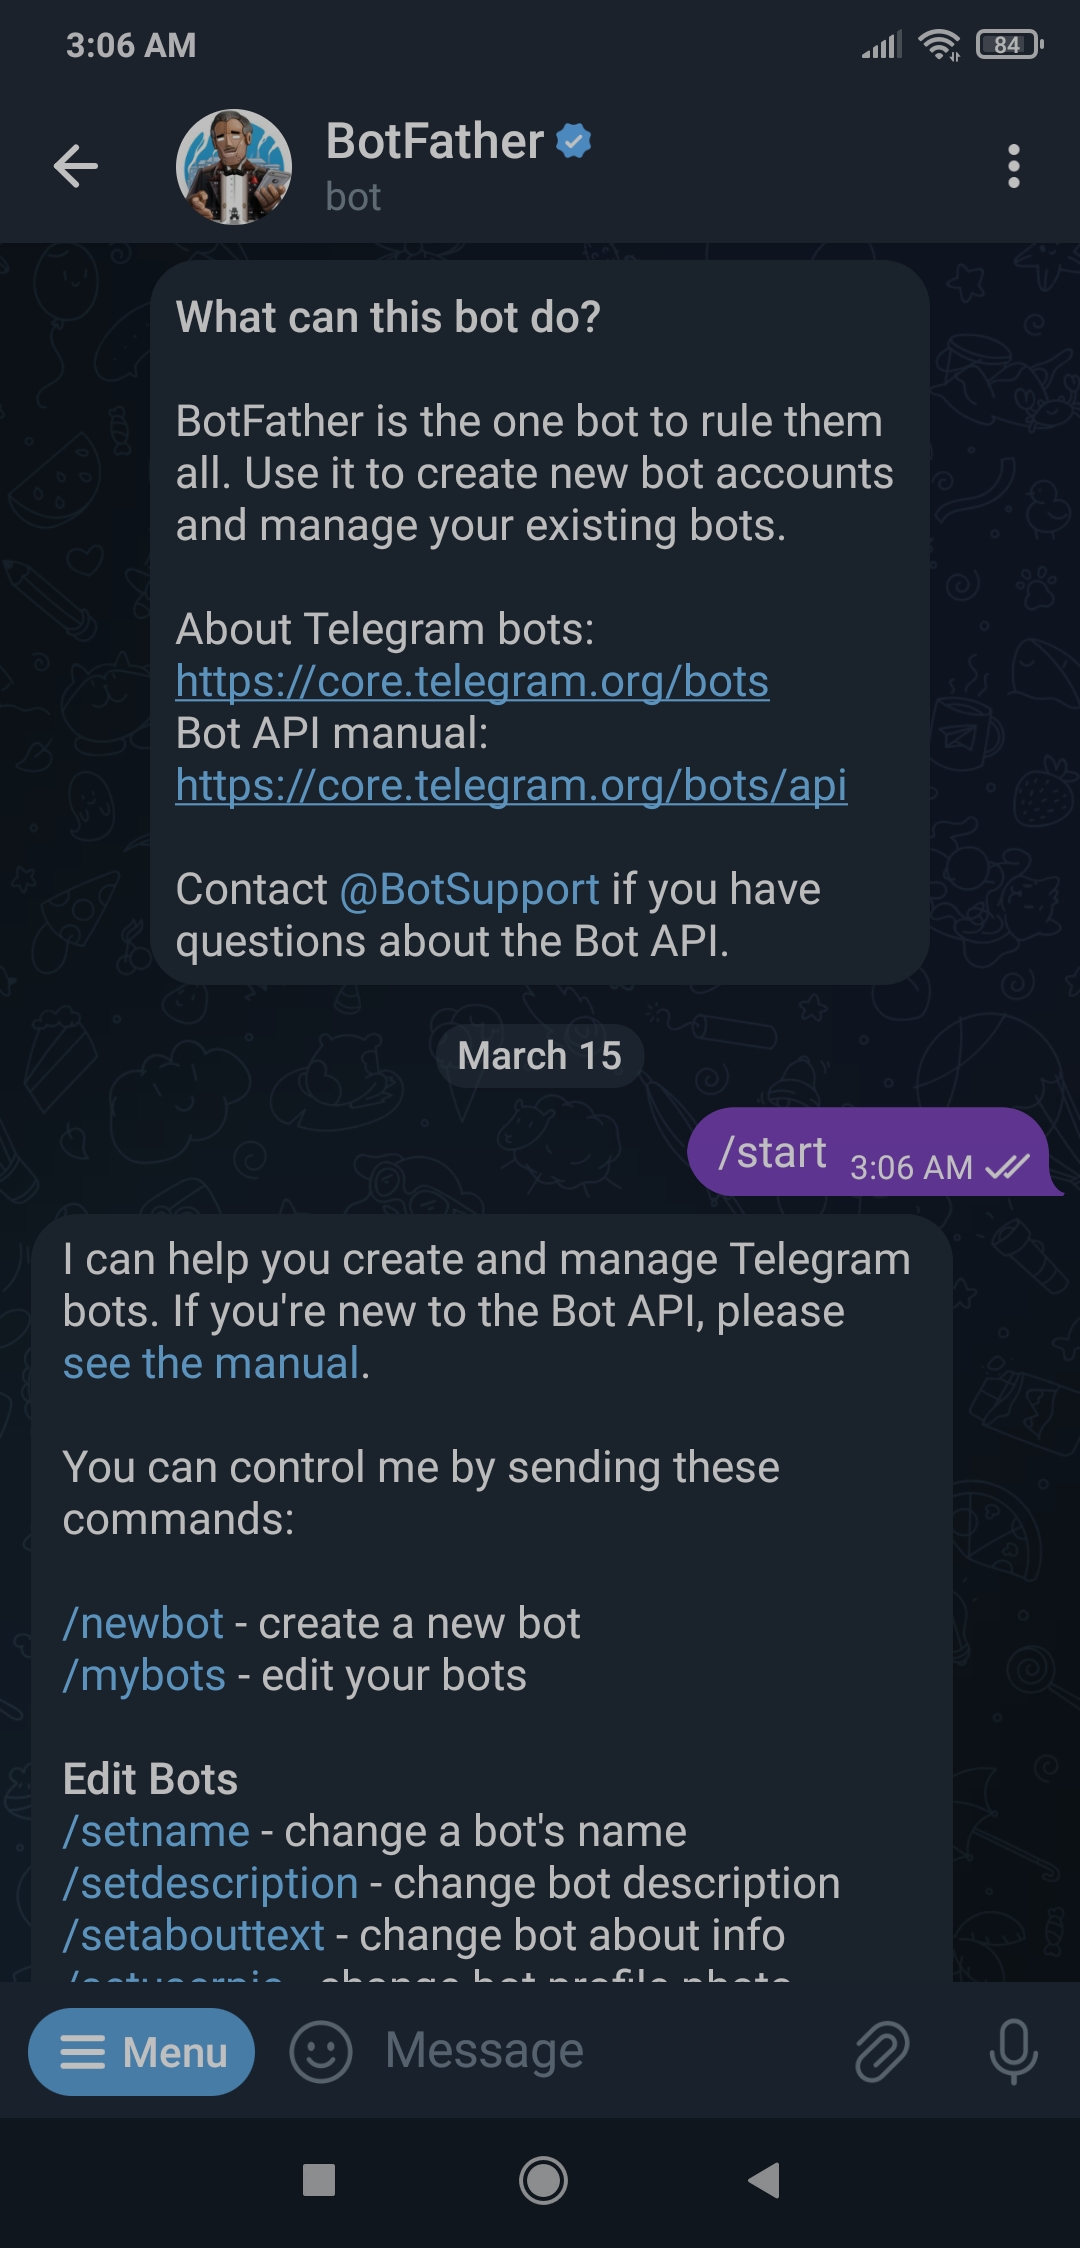 3:06 AM
84
BotFather
bot
What can this bot do?
BotFather is the one bot to rule them
all. Use it to create new bot accounts
and manage your existing bots.
About Telegram bots:
https://core.telegram.org/bots
Bot API manual:
https://core.telegram.org/bots/api
Contact @BotSupport if you have
questions about the Bot API.
March 15
/start 3:06 AM
I can help you create and manage Telegram
bots. If you're new to the Bot API, please
see the manual.
You can control me by sending these
commands:
/newbot - create a new bot
/mybots - edit your bots
Edit Bots
/setname - change a bot's name
/setdescription - change bot description
/setabouttext - change bot about info
/setuserpic - change bot profile photo
Menu
Message